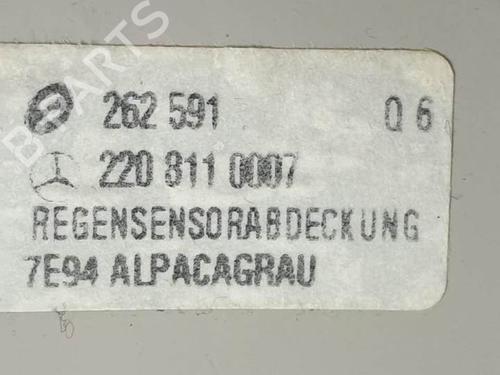 262 591 Q 6
220 811 0007
REGENSENSORABDECKUNG
7E94 ALPACAGRAU